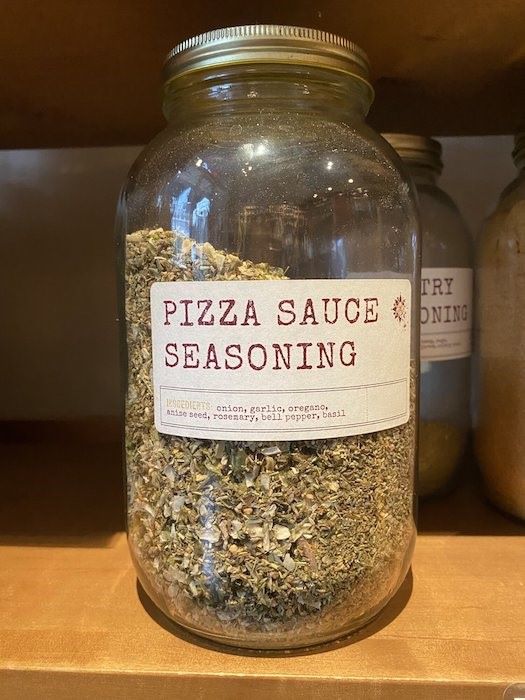 PIZZA SAUCE
SEASONING
INGREDIENTS: onion, garlic, oregano,
anise seed, rosemary, bell pepper, basil
TRY
ONING